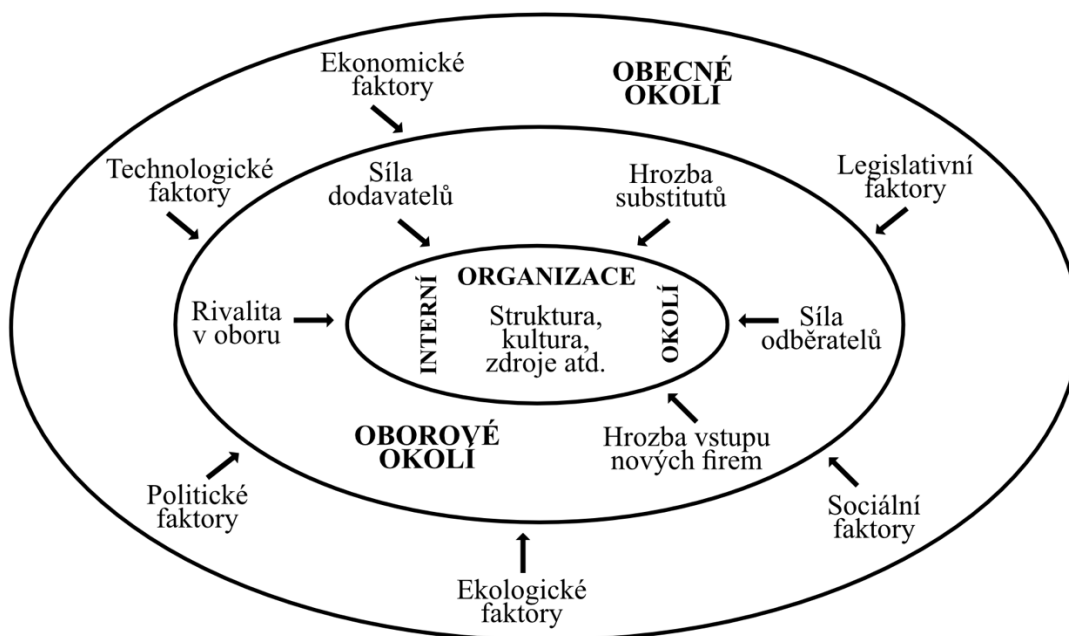 Ekonomické
faktory
OBECNÉ
OKOLÍ
Technologické
faktory
Síla
dodavatelů
Hrozba
substitutů
Legislativní
faktory
INTERNÍ
ORGANIZACE
OKOLÍ
Struktura,
kultura,
zdroje atd.
Rivalita
v oboru
Síla
odběratelů
OBOROVÉ
OKOLÍ
Hrozba vstupu
nových firem
Politické
faktory
Sociální
faktory
Ekologické
faktory